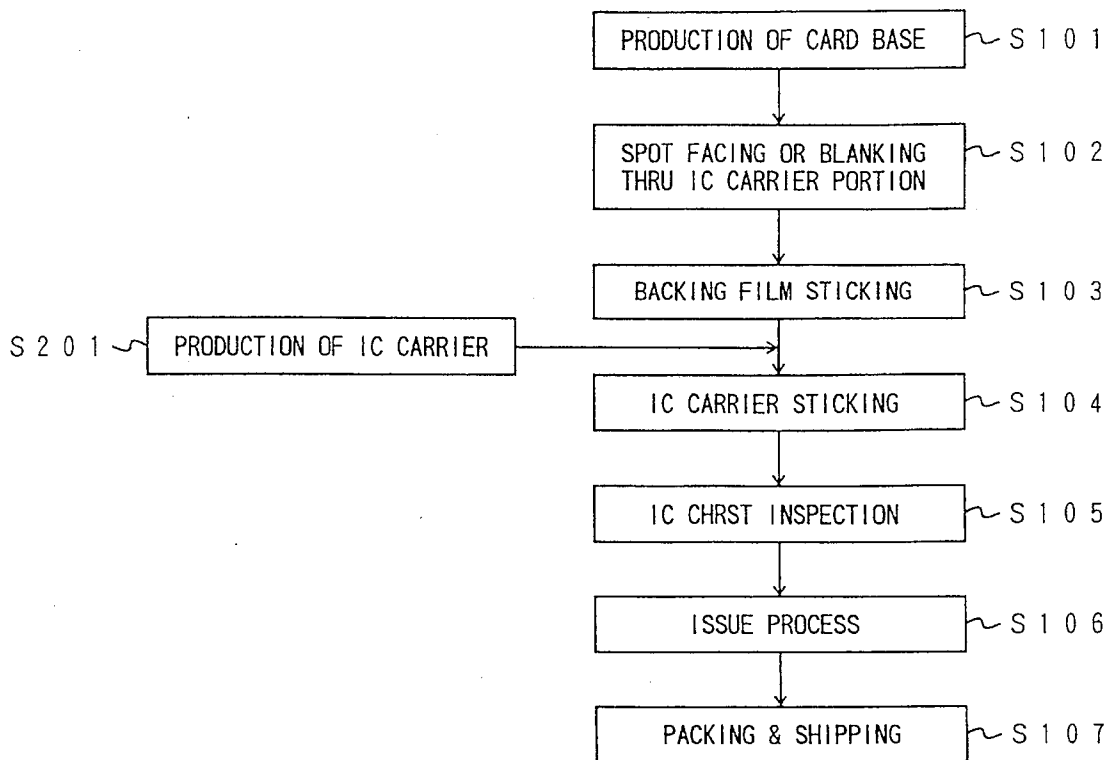 PRODUCTION OF CARD BASE S101
SPOT FACING OR BLANKING
THRU IC CARRIER PORTION S102
BACKING FILM STICKING S103
S201 PRODUCTION OF IC CARRIER
IC CARRIER STICKING S104
IC CHRST INSPECTION S105
ISSUE PROCESS S106
PACKING & SHIPPING S107